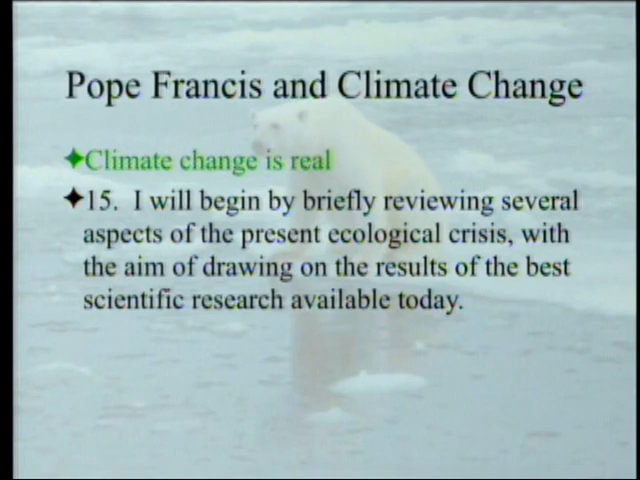 Pope Francis and Climate Change
Climate change is real
15. I will begin by briefly reviewing several
aspects of the present ecological crisis, with
the aim of drawing on the results of the best
scientific research available today.